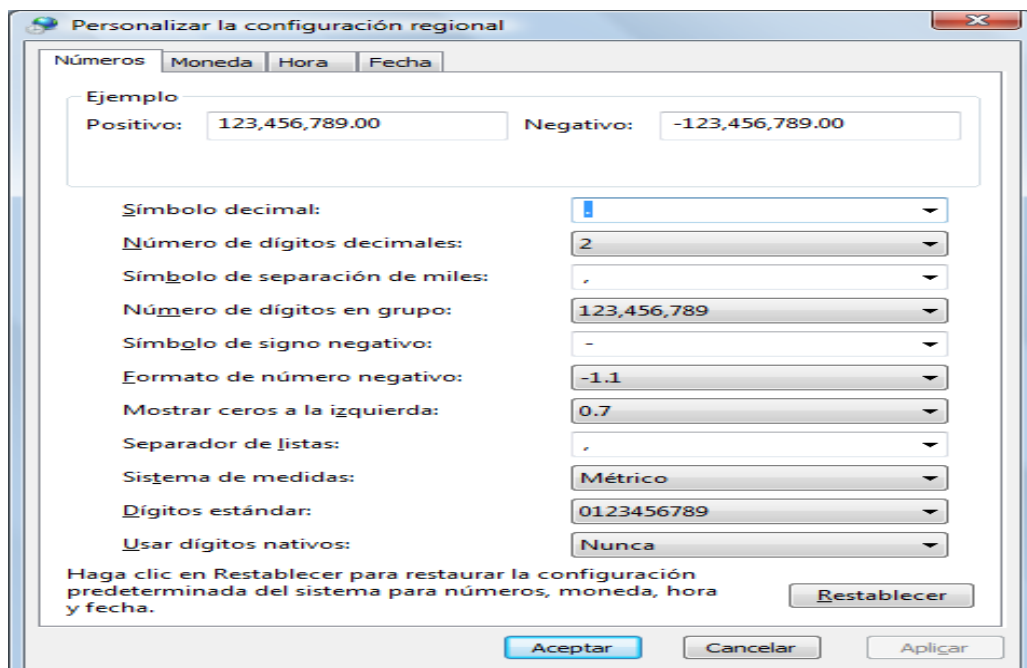 Personalizar la configuración regional
Números Moneda Hora Fecha
Ejemplo
Positivo: 123,456,789.00 Negativo: -123,456,789.00
Símbolo decimal: .
Número de dígitos decimales: 2
Símbolo de separación de miles: ,
Número de dígitos en grupo: 123,456,789
Símbolo de signo negativo: -
Formato de número negativo: -1.1
Mostrar ceros a la izquierda: 0.7
Separador de listas: ,
Sistema de medidas: Métrico
Dígitos estándar: 0123456789
Usar dígitos nativos: Nunca
Haga clic en Restablecer para restaurar la configuración
predeterminada del sistema para números, moneda, hora
y fecha.
Restablecer
Aceptar Cancelar Aplicar